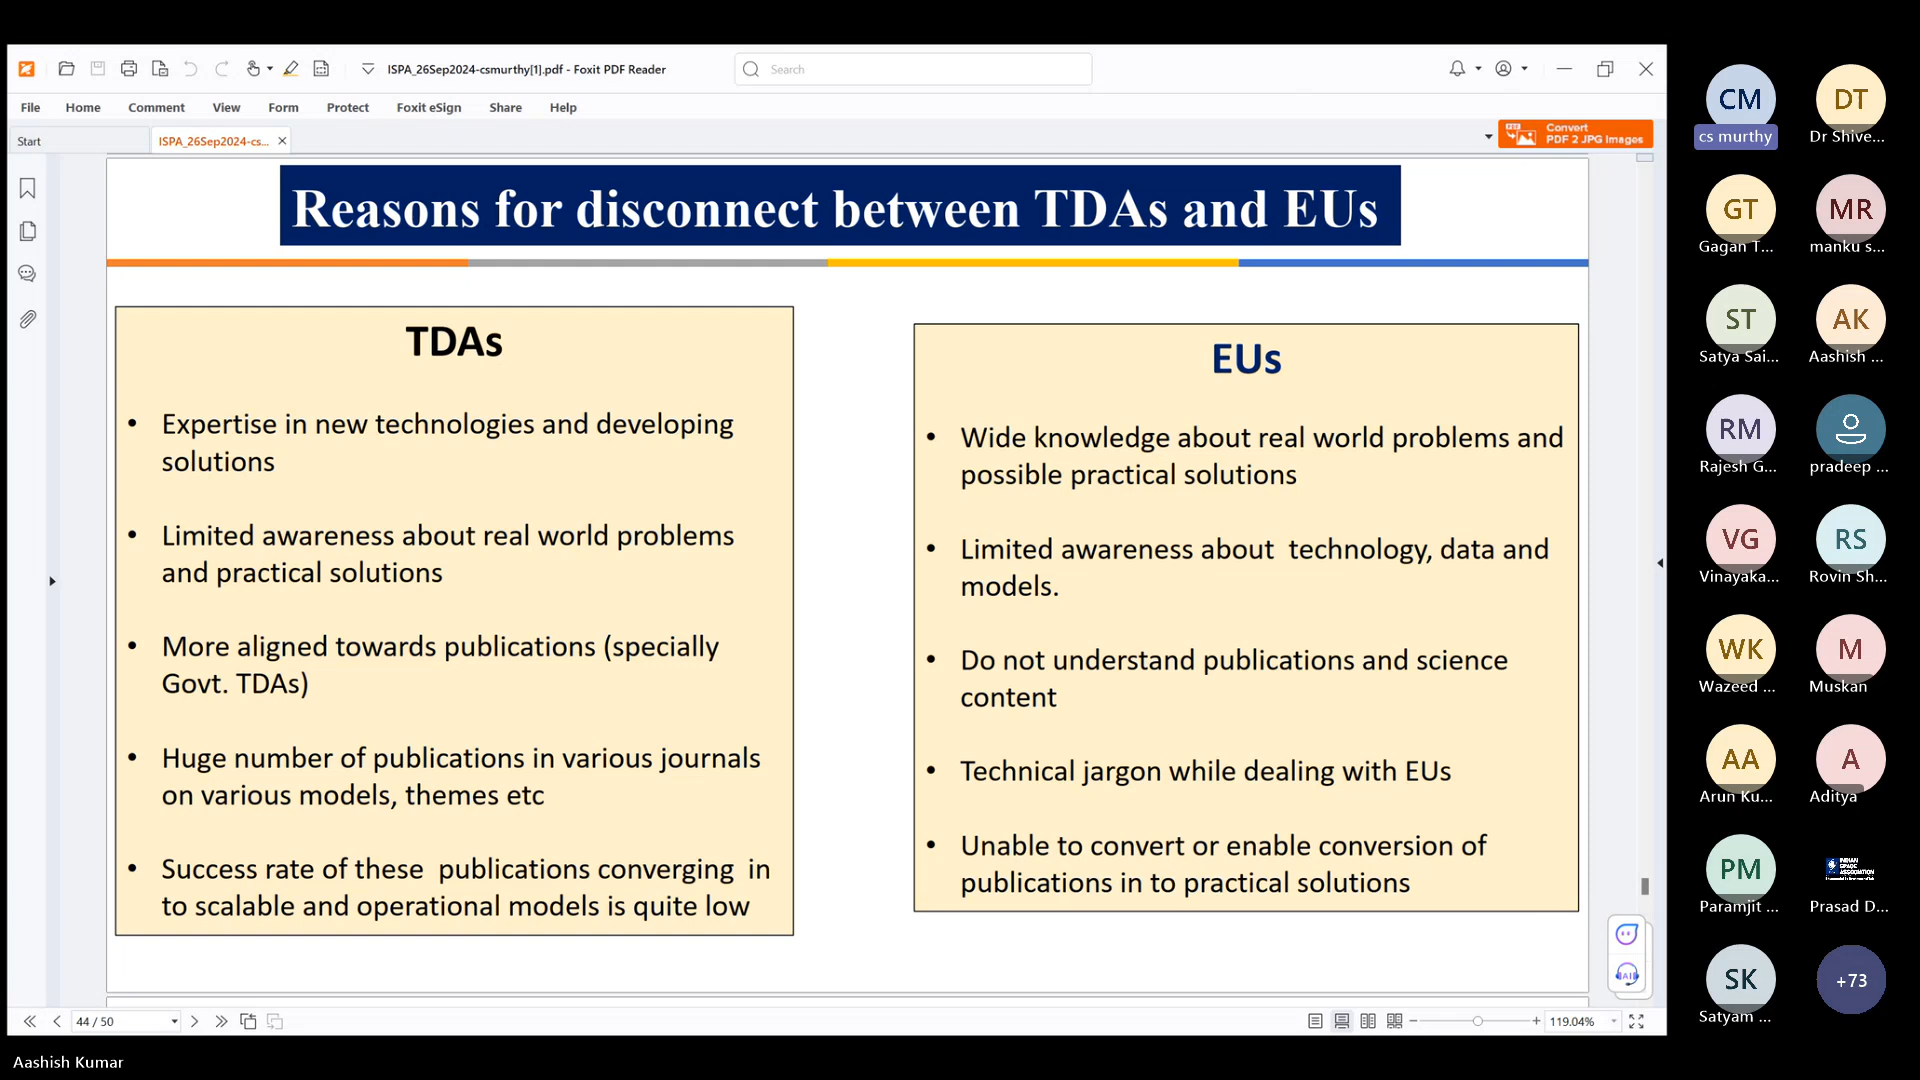 ISPA_26Sep2024-csmurthy[1].pdf - Foxit PDF Reader
Search
File Home Comment View Form Protect Foxit eSign Share Help
Start
ISPA_26Sep2024-cs...
Convert
PDF 2 JPG Images
Reasons for disconnect between TDAs and EUs
TDAs
• Expertise in new technologies and developing
solutions
• Limited awareness about real world problems
and practical solutions
• More aligned towards publications (specially
Govt. TDAs)
• Huge number of publications in various journals
on various models, themes etc
• Success rate of these publications converging in
to scalable and operational models is quite low
EUs
• Wide knowledge about real world problems and
possible practical solutions
• Limited awareness about technology, data and
models.
• Do not understand publications and science
content
• Technical jargon while dealing with EUs
• Unable to convert or enable conversion of
publications in to practical solutions
44 / 50
119.04%
Aashish Kumar
CM DT
cs murthy Dr Shive...
GT MR
Gagan T... manku s...
ST AK
Satya Sai... Aashish ...
RM
Rajesh G... pradeep ...
VG RS
Vinayaka... Rovin Sh...
WK M
Wazeed ... Muskan
AA A
Arun Ku... Aditya
PM
INDIAN
SPACE
ASSOCIATION
Paramjit ... Prasad D...
SK +73
Satyam ...